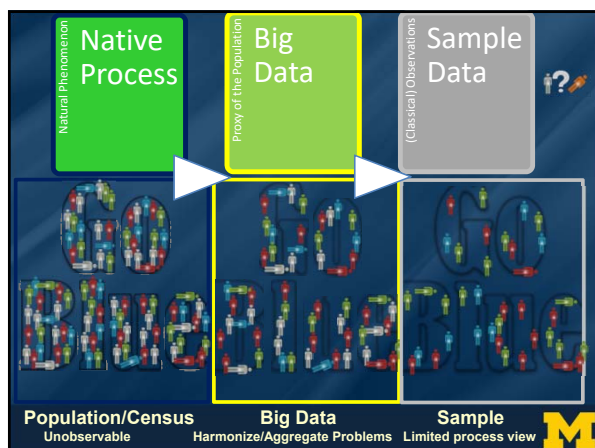 Natural Phenomenon
Native
Process
Proxy of the Population
Big
Data
(Classical) Observations
Sample
Data
?
Go
Blue
Go
Blue
Go
Blue
Population/Census
Unobservable
Big Data
Harmonize/Aggregate Problems
Sample
Limited process view
M